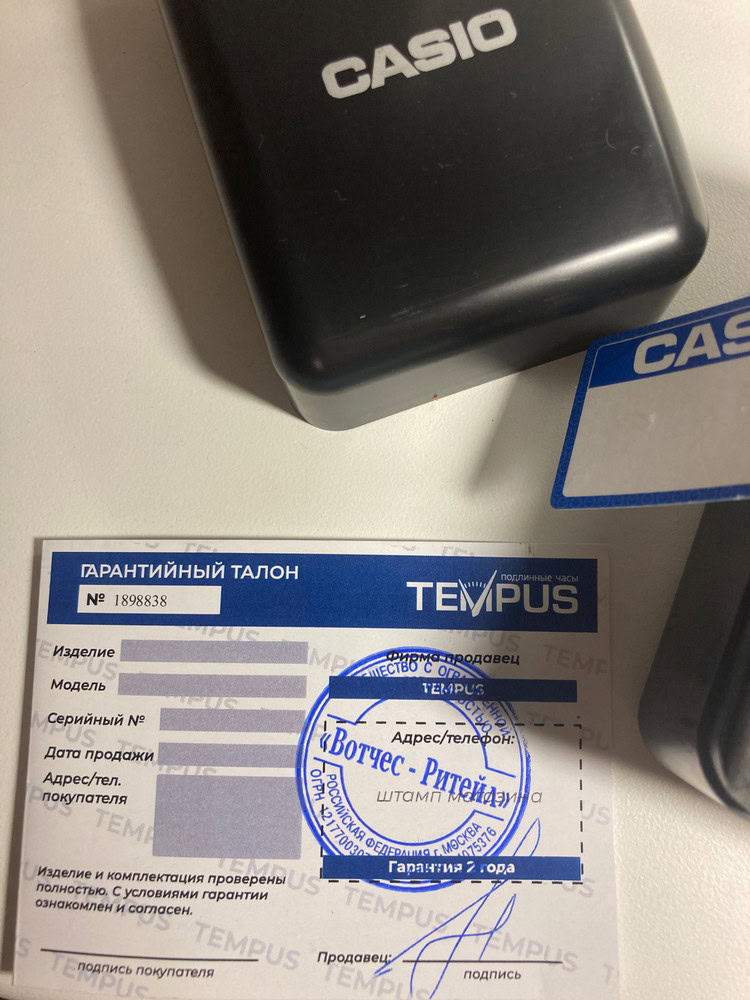 CASIO
CAS
ГАРАНТИЙНЫЙ ТАЛОН
№ 1898838
ПОДЛИННЫЕ ЧАСЫ
TEMPUS
Изделие
Модель
Серийный №
Дата продажи
Адрес/тел.
покупателя
Фирма продавец
TEMPUS
Адрес/телефон:
штамп магазина
«Вотчес - Ритейл»
РОССИЙСКАЯ ФЕДЕРАЦИЯ г. МОСКВА
ОГРН
Гарантия 2 года
Изделие и комплектация проверены
полностью. С условиями гарантии
ознакомлен и согласен.
подпись покупателя
Продавец:
подпись